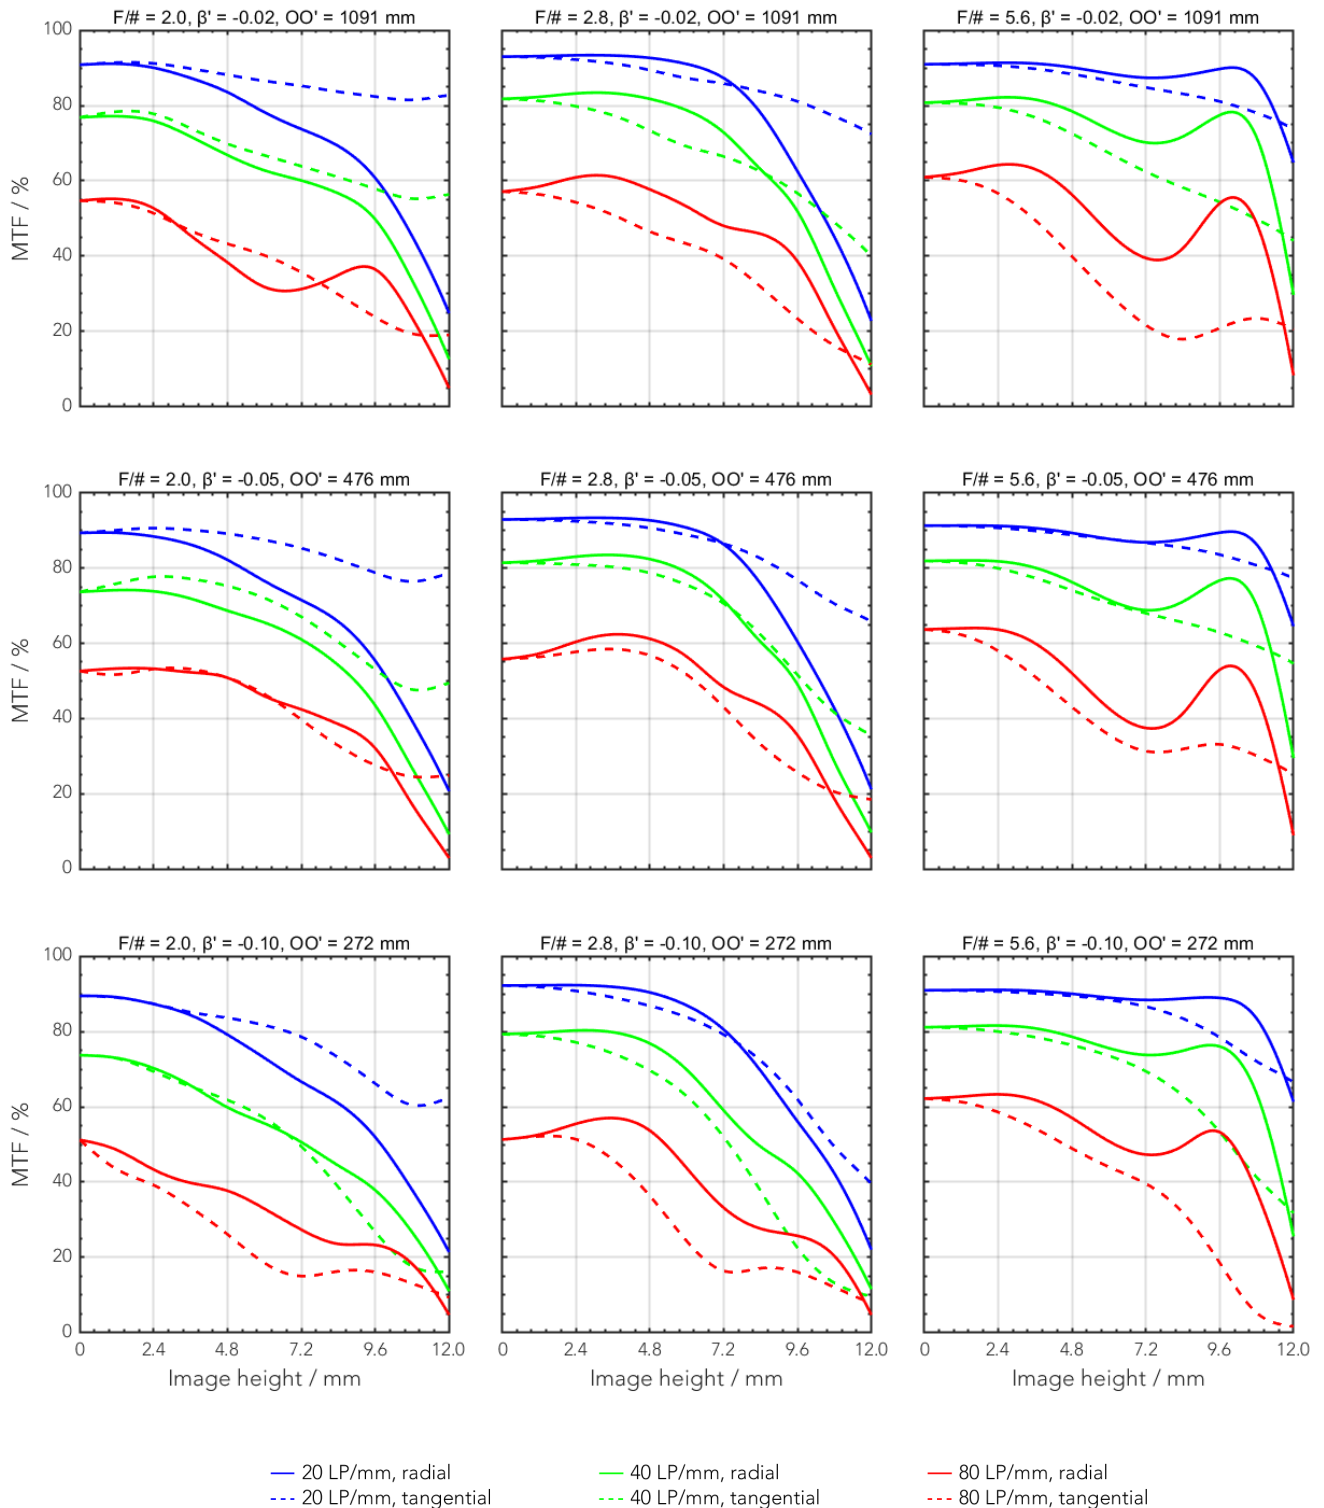 F/# = 2.0, β' = -0.02, OO' = 1091 mm
F/# = 2.8, β' = -0.02, OO' = 1091 mm
F/# = 5.6, β' = -0.02, OO' = 1091 mm
100
80
60
40
20
0
MTF / %
F/# = 2.0, β' = -0.05, OO' = 476 mm
F/# = 2.8, β' = -0.05, OO' = 476 mm
F/# = 5.6, β' = -0.05, OO' = 476 mm
100
80
60
40
20
0
MTF / %
F/# = 2.0, β' = -0.10, OO' = 272 mm
F/# = 2.8, β' = -0.10, OO' = 272 mm
F/# = 5.6, β' = -0.10, OO' = 272 mm
100
80
60
40
20
0
MTF / %
0 2.4 4.8 7.2 9.6 12.0
0 2.4 4.8 7.2 9.6 12.0
0 2.4 4.8 7.2 9.6 12.0
Image height / mm
Image height / mm
Image height / mm
20 LP/mm, radial
40 LP/mm, radial
80 LP/mm, radial
20 LP/mm, tangential
40 LP/mm, tangential
80 LP/mm, tangential